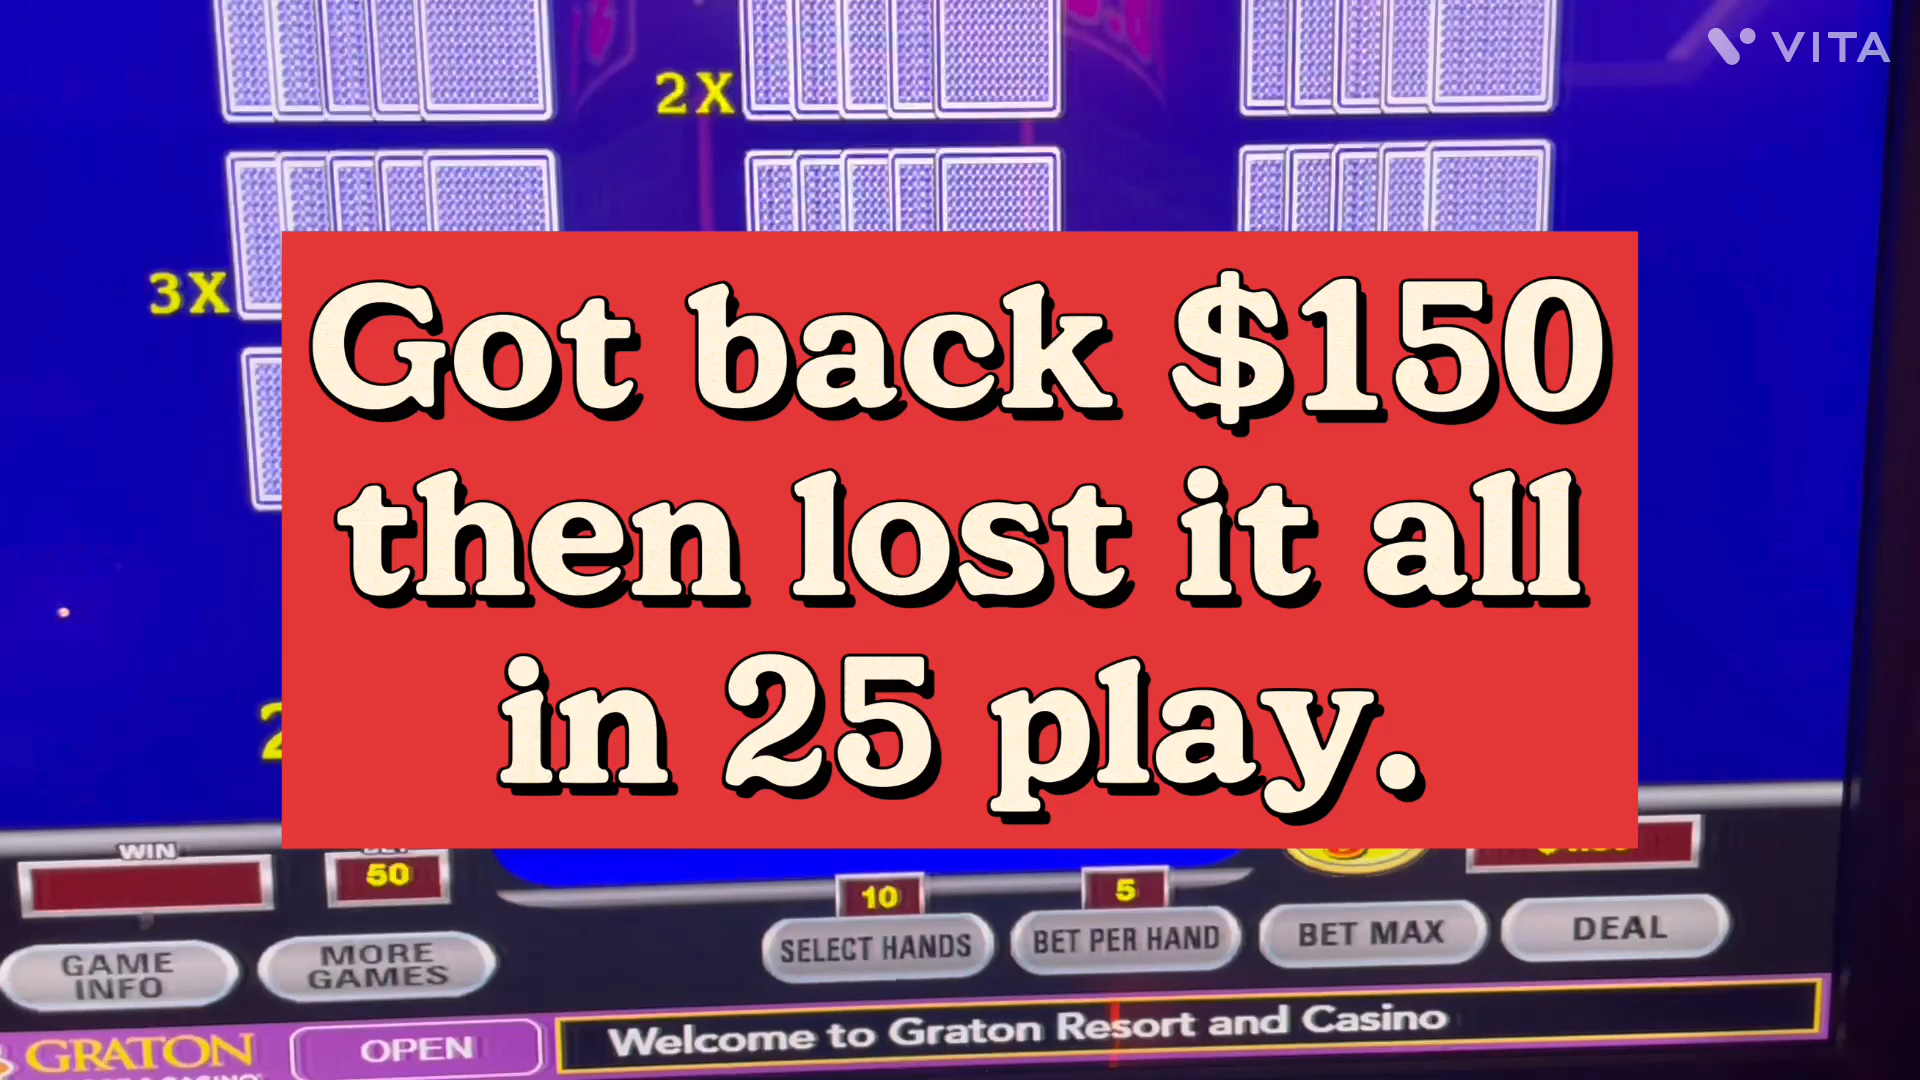 VITA
2X
3X
Got back $150
then lost it all
in 25 play.
2
WIN
50
10
5
SELECT HANDS
BET PER HAND
BET MAX
DEAL
GAME
INFO
MORE
GAMES
GRATON
OPEN
Welcome to Graton Resort and Casino